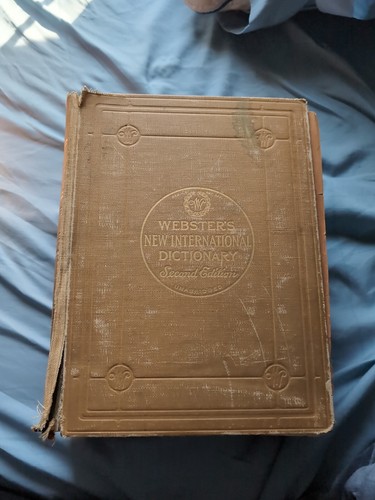 WEBSTER'S
NEW INTERNATIONAL
DICTIONARY
Second Edition